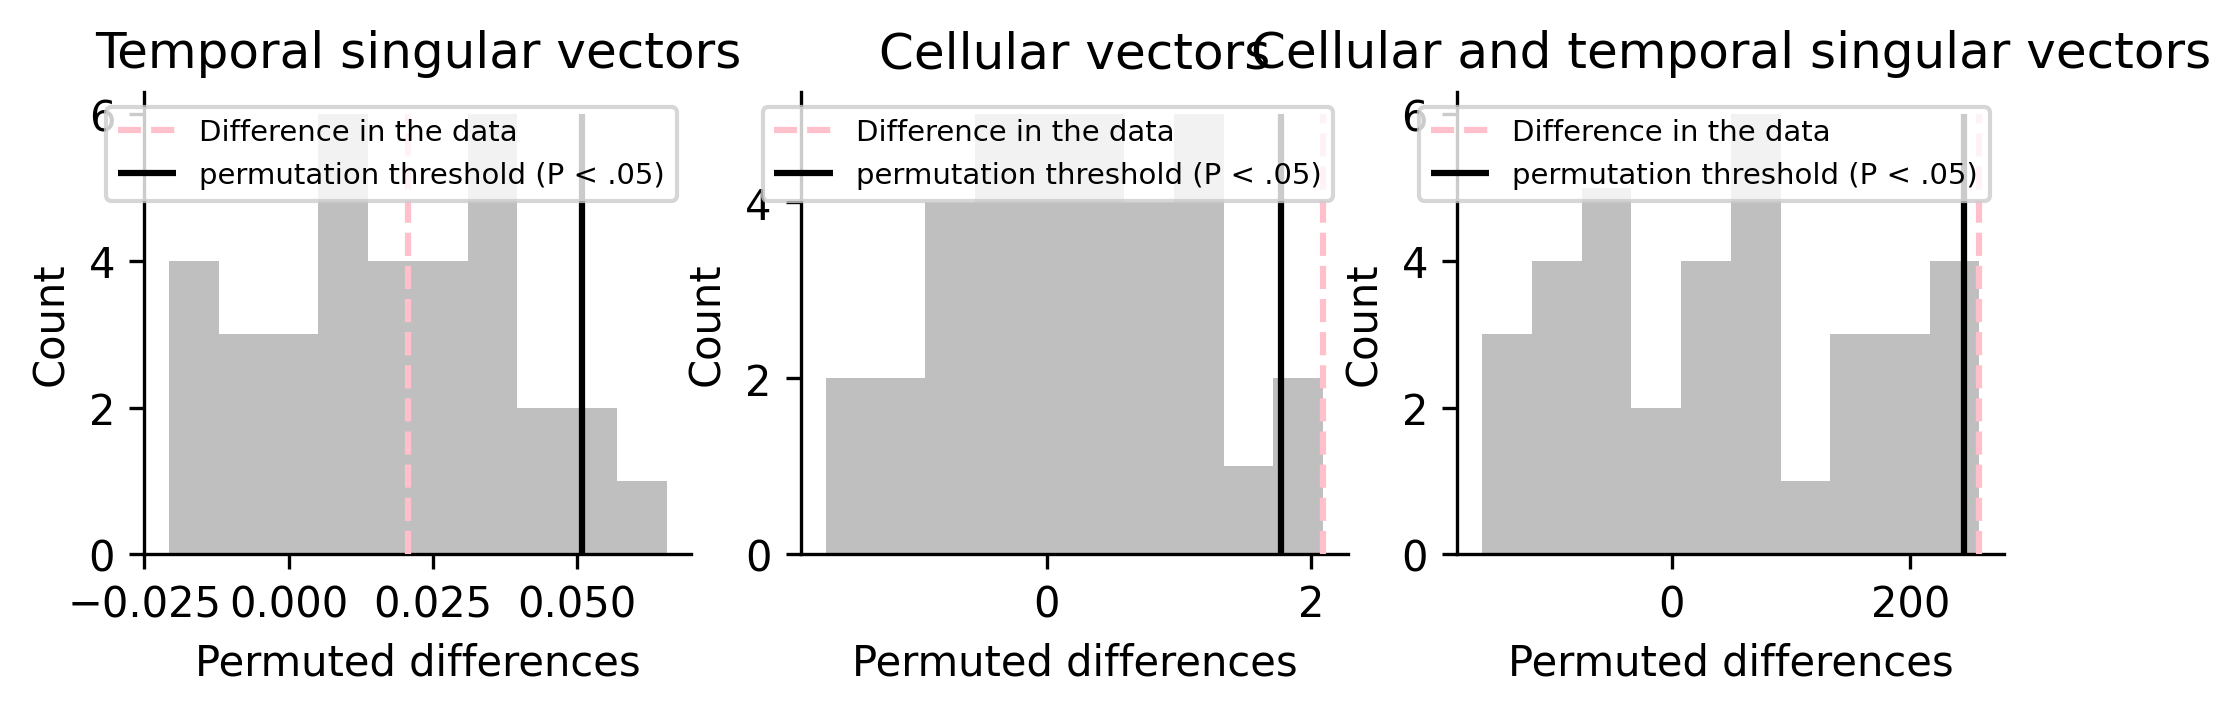 Temporal singular vectors
6
4
2
0
Count
Difference in the data
permutation threshold (P < .05)
−0.025 0.000 0.025 0.050
Permuted differences
Cellular vectors
4
2
0
Count
Difference in the data
permutation threshold (P < .05)
0 2
Permuted differences
Cellular and temporal singular vectors
6
4
2
0
Count
Difference in the data
permutation threshold (P < .05)
0 200
Permuted differences